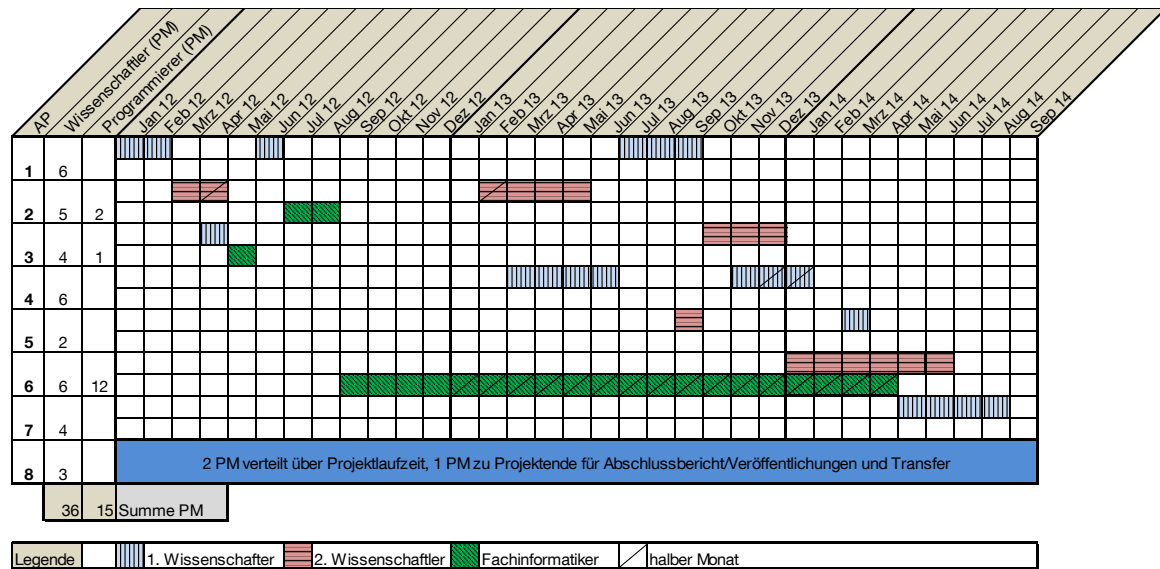 AP
Wissenschaftler (PM)
Programmierer (PM)
Jan 12
Feb 12
Mrz 12
Apr 12
Mai 12
Jun 12
Jul 12
Aug 12
Sep 12
Okt 12
Nov 12
Dez 12
Jan 13
Feb 13
Mrz 13
Apr 13
Mai 13
Jun 13
Jul 13
Aug 13
Sep 13
Okt 13
Nov 13
Dez 13
Jan 14
Feb 14
Mrz 14
Apr 14
Mai 14
Jun 14
Jul 14
Aug 14
Sep 14
1 6
2 5 2
3 4 1
4 6
5 2
6 6 12
7 4
2 PM verteilt über Projektlaufzeit, 1 PM zu Projektende für Abschlussbericht/Veröffentlichungen und Transfer
8 3
36 15 Summe PM
Legende 1. Wissenschafter 2. Wissenschaftler Fachinformatiker halber Monat